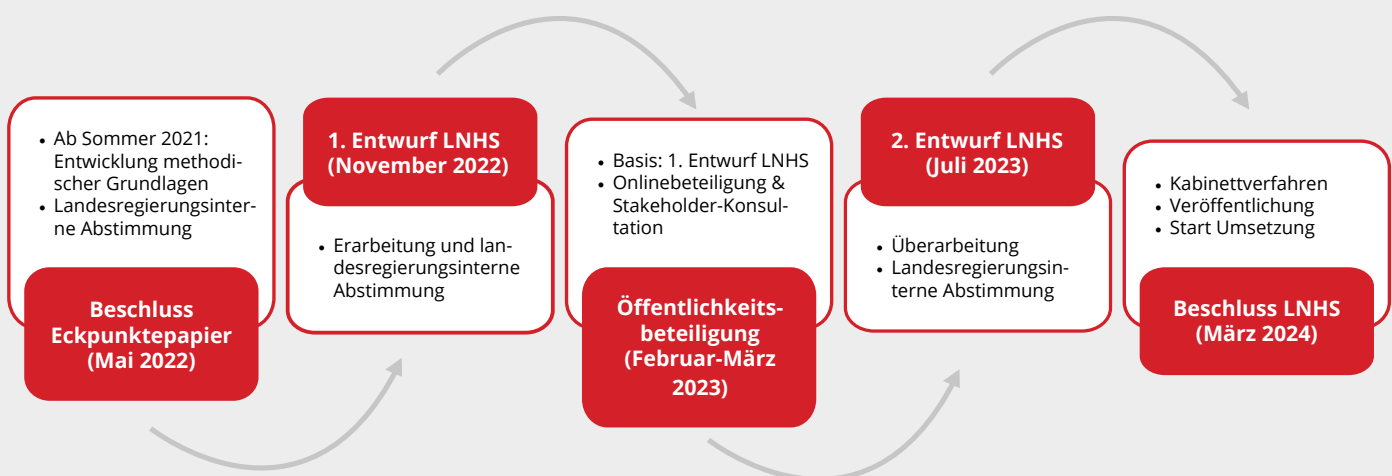 • Ab Sommer 2021:
Entwicklung methodi-
scher Grundlagen
• Landesregierungsinter-
ne Abstimmung
Beschluss
Eckpunktepapier
(Mai 2022)
1. Entwurf LNHS
(November 2022)
• Erarbeitung und lan-
desregierungsinterne
Abstimmung
• Basis: 1. Entwurf LNHS
• Onlinebeteiligung &
Stakeholder-Konsul-
tation
Öffentlichkeits-
beteiligung
(Februar-März
2023)
2. Entwurf LNHS
(Juli 2023)
• Überarbeitung
• Landesregierungsin-
terne Abstimmung
• Kabinettverfahren
• Veröffentlichung
• Start Umsetzung
Beschluss LNHS
(März 2024)